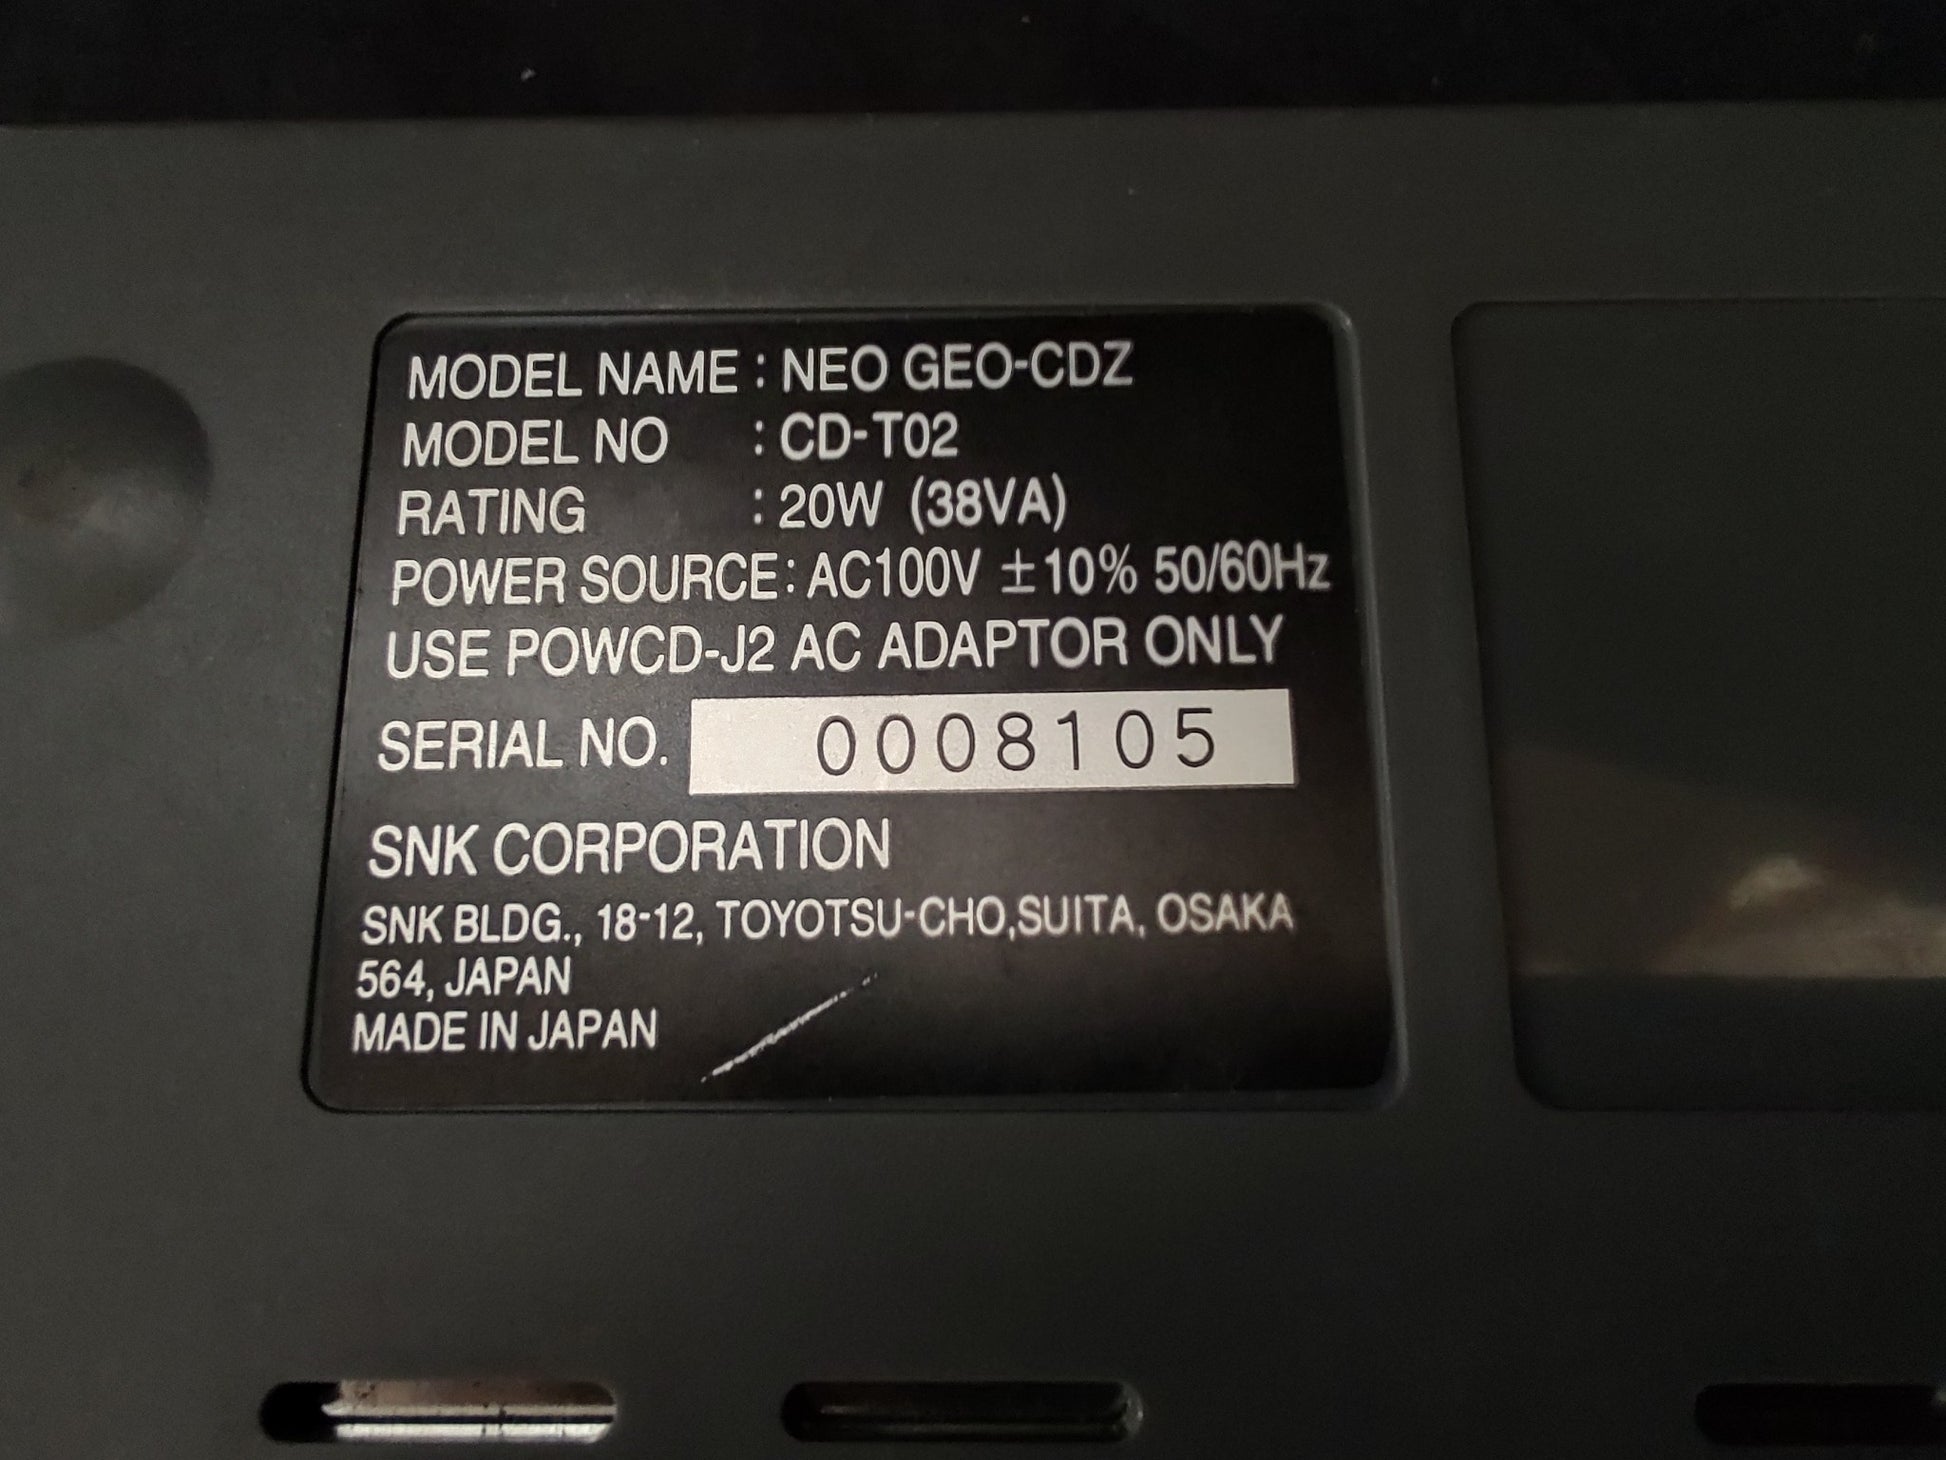 MODEL NAME : NEO GEO-CDZ
MODEL NO : CD-T02
RATING : 20W (38VA)
POWER SOURCE : AC100V ±10% 50/60Hz
USE POWCD-J2 AC ADAPTOR ONLY
SERIAL NO. 0008105
SNK CORPORATION
SNK BLDG., 18-12, TOYOTSU-CHO,SUITA, OSAKA
564, JAPAN
MADE IN JAPAN